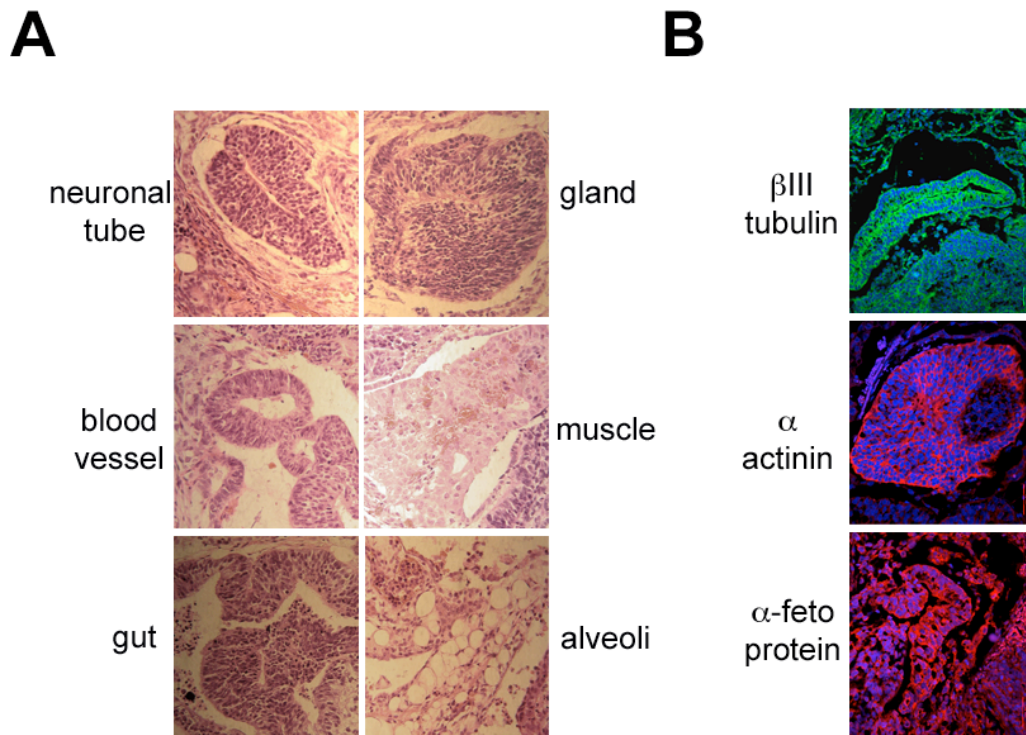 A
B
neuronal
tube
gland
βIII
tubulin
blood
vessel
muscle
α
actinin
gut
alveoli
α-feto
protein